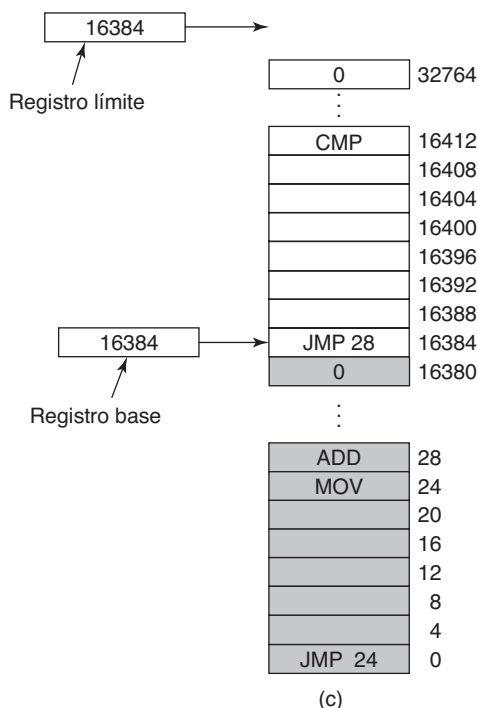 16384
Registro límite
0 32764
CMP 16412
16408
16404
16400
16396
16392
16388
16384 JMP 28 16384
Registro base
0 16380
ADD 28
MOV 24
20
16
12
8
4
JMP 24 0
(c)